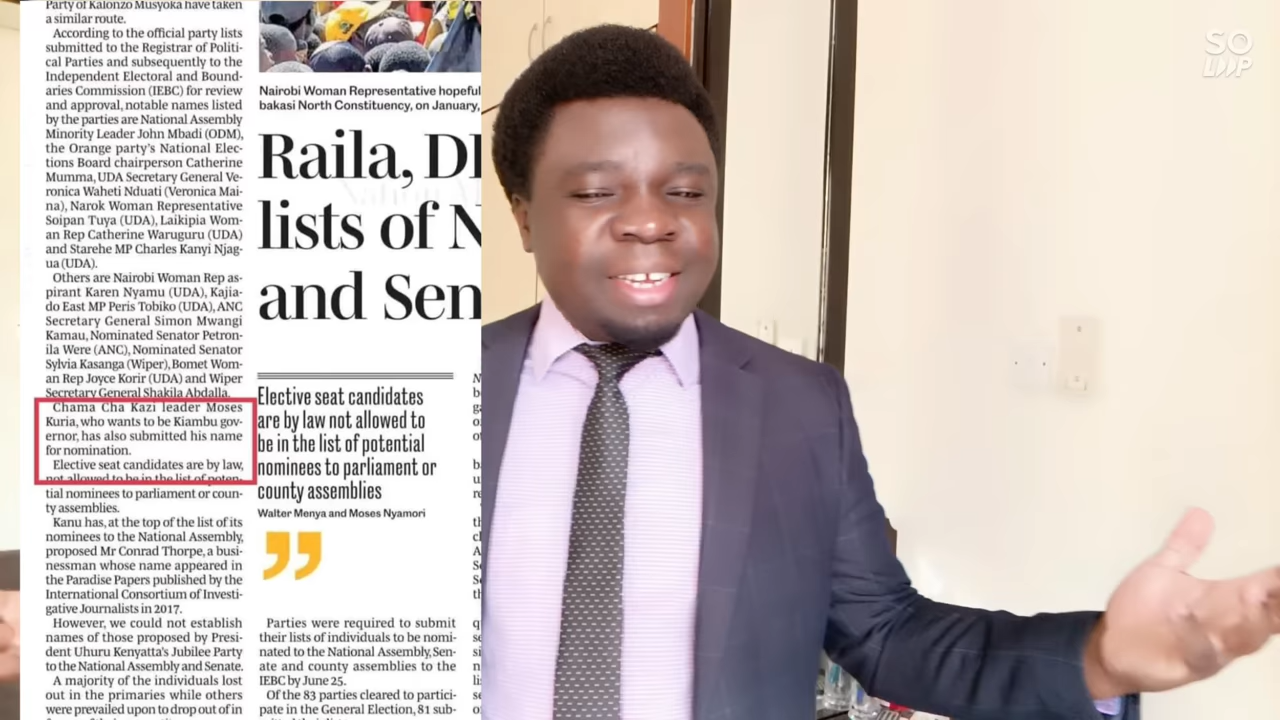 Party of Kalonzo Musyoka have taken
a similar route.
According to the official party lists
submitted to the Registrar of Politi-
cal Parties and subsequently to the
Independent Electoral and Bound-
aries Commission (IEBC) for review
and approval, notable names listed
by the parties are National Assembly
Minority Leader John Mbadi (ODM),
the Orange party's National Elec-
tions Board chairperson Catherine
Mumma, UDA Secretary General Ve-
ronica Waheti Nduati (Veronica Mai-
na), Narok Woman Representative
Soipan Tuya (UDA), Laikipia Wom-
an Rep Catherine Waruguru (UDA)
and Starehe MP Charles Kanyi Njag-
ua (UDA).
Others are Nairobi Woman Rep as-
pirant Karen Nyamu (UDA), Kajia-
do East MP Peris Tobiko (UDA), ANC
Secretary General Simon Mwangi
Kamau, Nominated Senator Petron-
ila Were (ANC), Nominated Senator
Sylvia Kasanga (Wiper), Bomet Wom-
an Rep Joyce Korir (UDA) and Wiper
Secretary General Shakila Abdalla.
Chama Cha Kazi leader Moses
Kuria, who wants to be Kiambu gov-
ernor, has also submitted his name
for nomination.
Elective seat candidates are by law,
not allowed to be in the list of poten-
tial nominees to parliament or coun-
ty assemblies.
Kanu has, at the top of the list of its
nominees to the National Assembly,
proposed Mr Conrad Thorpe, a busi-
nessman whose name appeared in
the Paradise Papers published by the
International Consortium of Investi-
gative Journalists in 2017.
However, we could not establish
names of those proposed by Presi-
dent Uhuru Kenyatta's Jubilee Party
to the National Assembly and Senate.
A majority of the individuals lost
out in the primaries while others
were prevailed upon to drop out of in
Nairobi Woman Representative hopeful
bakasi North Constituency, on January,
Raila,
lists of
and Sen
Elective seat candidates
are by law not allowed to
be in the list of potential
nominees to parliament or
county assemblies
Walter Menya and Moses Nyamori
”
Parties were required to submit
their lists of individuals to be nomi-
nated to the National Assembly, Sen-
ate and county assemblies to the
IEBC by June 25.
Of the 83 parties cleared to partici-
pate in the General Election, 81 sub-
SO